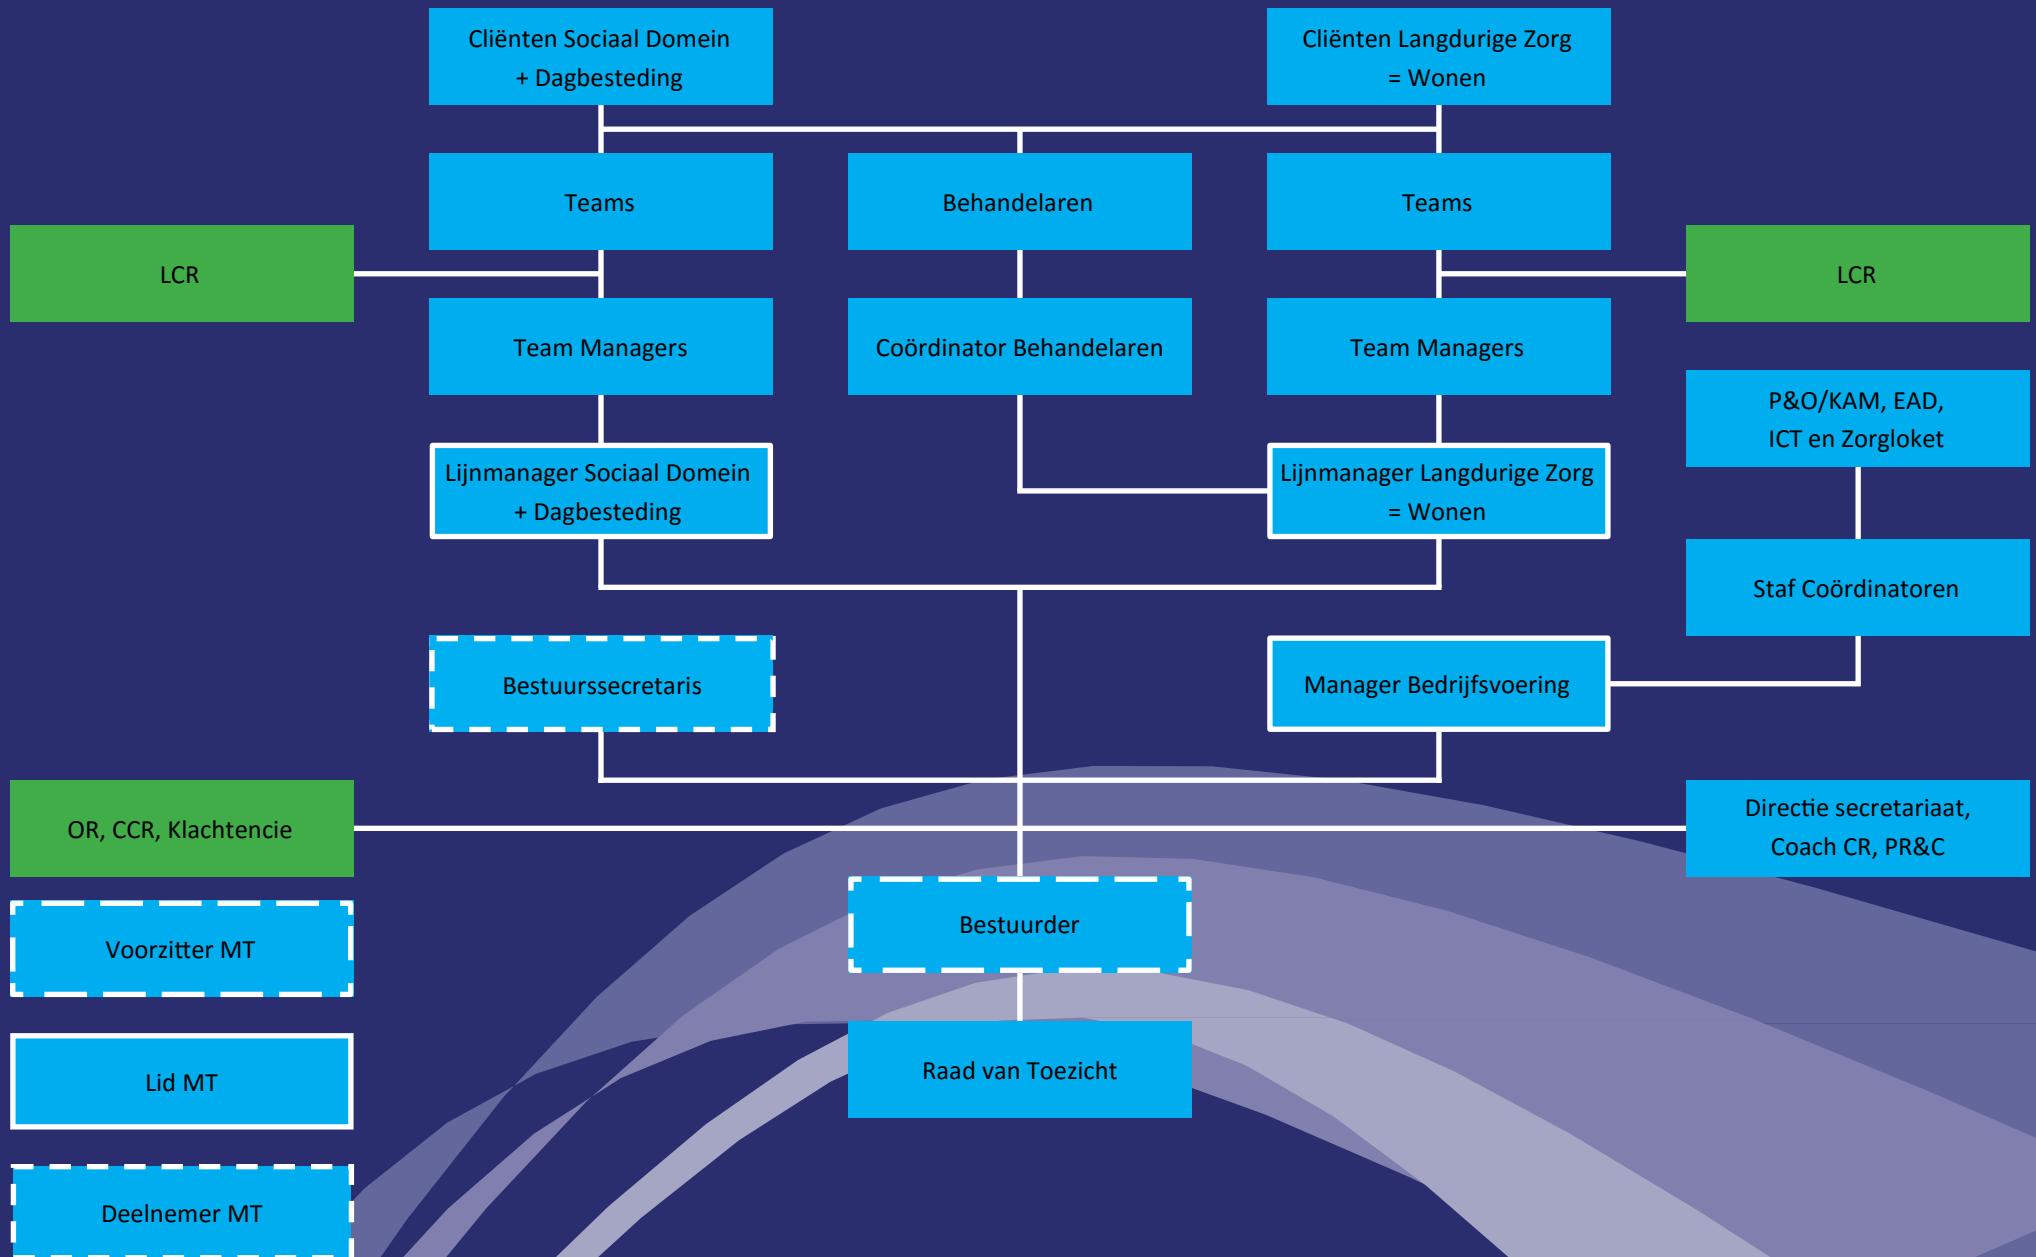 Cliënten Sociaal Domein
+ Dagbesteding
Cliënten Langdurige Zorg
= Wonen
Teams
Behandelaren
Teams
LCR
LCR
Team Managers
Coördinator Behandelaren
Team Managers
P&O/KAM, EAD,
ICT en Zorgloket
Lijnmanager Sociaal Domein
+ Dagbesteding
Lijnmanager Langdurige Zorg
= Wonen
Staf Coördinatoren
Bestuurssecretaris
Manager Bedrijfsvoering
OR, CCR, Klachtencie
Directie secretariaat,
Coach CR, PR&C
Bestuurder
Voorzitter MT
Raad van Toezicht
Lid MT
Deelnemer MT